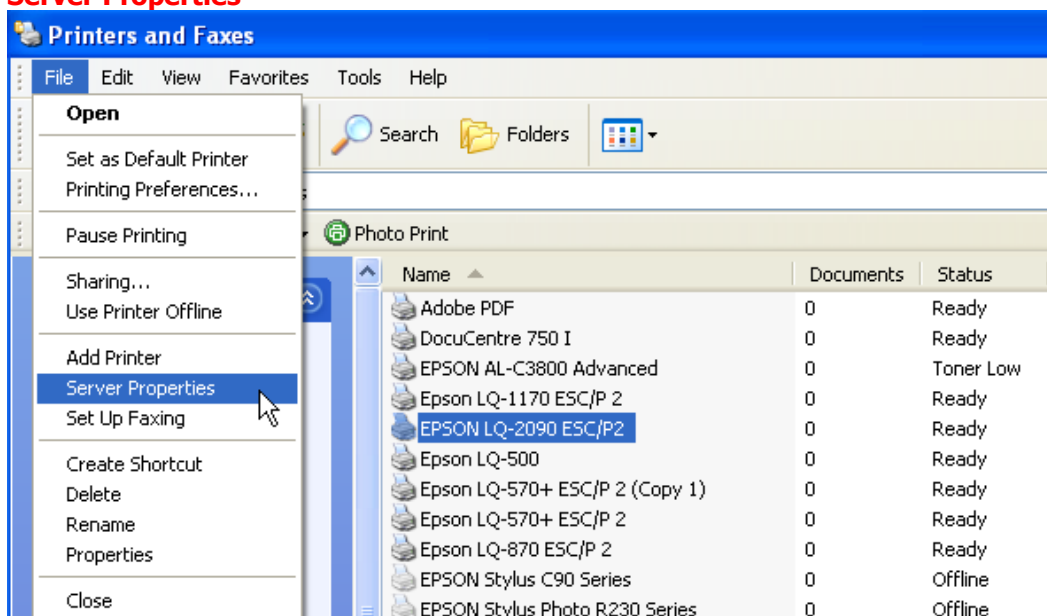 Server Properties
Printers and Faxes
File Edit View Favorites Tools Help
Open
Search Folders
Set as Default Printer
Printing Preferences...
Pause Printing
Photo Print
Sharing...
Use Printer Offline
Add Printer
Server Properties
Set Up Faxing
Create Shortcut
Delete
Rename
Properties
Close
Name Documents Status
Adobe PDF 0 Ready
DocuCentre 750 I 0 Ready
EPSON AL-C3800 Advanced 0 Toner Low
Epson LQ-1170 ESC/P 2 0 Ready
EPSON LQ-2090 ESC/P2 0 Ready
Epson LQ-500 0 Ready
Epson LQ-570+ ESC/P 2 (Copy 1) 0 Ready
Epson LQ-570+ ESC/P 2 0 Ready
Epson LQ-870 ESC/P 2 0 Ready
EPSON Stylus C90 Series 0 Offline
EPSON Stylus Photo R230 Series 0 Offline